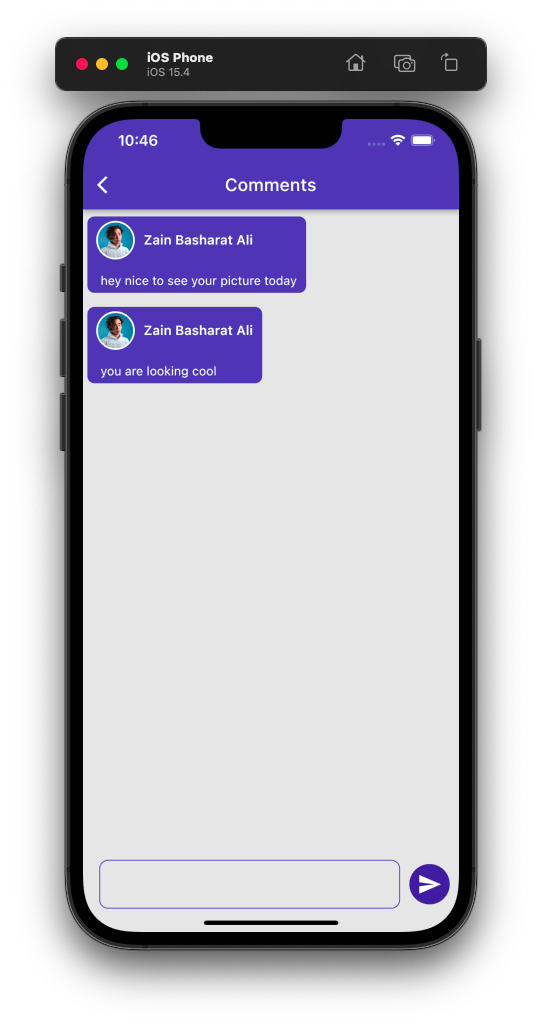 iOS Phone
iOS 15.4
10:46
Comments
Zain Basharat Ali
hey nice to see your picture today
Zain Basharat Ali
you are looking cool